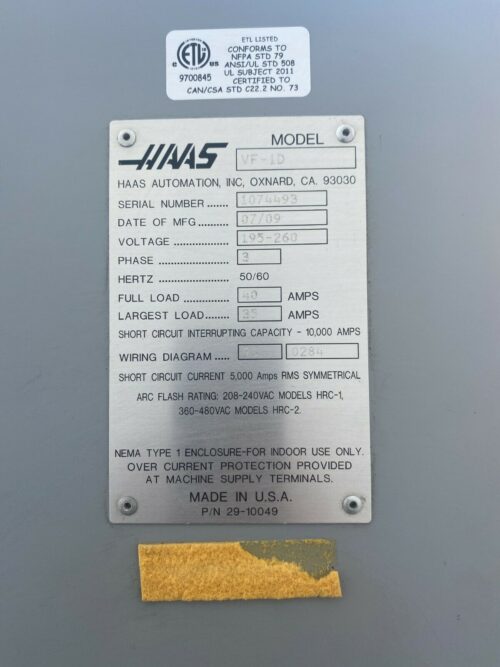 ETL LISTED
CONFORMS TO
NFPA STD 79
ANSI/UL STD 508
UL SUBJECT 2011
CERTIFIED TO
CAN/CSA STD C22.2 NO. 73
C ETL US
9700845
HAAS
MODEL
VF-1D
HAAS AUTOMATION, INC, OXNARD, CA. 93030
SERIAL NUMBER ...... 1074493
DATE OF MFG ............ 07/09
VOLTAGE ................. 195-260
PHASE ...................... 3
HERTZ ...................... 50/60
FULL LOAD ................ 40 AMPS
LARGEST LOAD ........ 35 AMPS
SHORT CIRCUIT INTERRUPTING CAPACITY - 10,000 AMPS
WIRING DIAGRAM ..... 0284
SHORT CIRCUIT CURRENT 5,000 Amps RMS SYMMETRICAL
ARC FLASH RATING: 208-240VAC MODELS HRC-1,
360-480VAC MODELS HRC-2.
NEMA TYPE 1 ENCLOSURE-FOR INDOOR USE ONLY.
OVER CURRENT PROTECTION PROVIDED
AT MACHINE SUPPLY TERMINALS.
MADE IN U.S.A.
P/N 29-10049